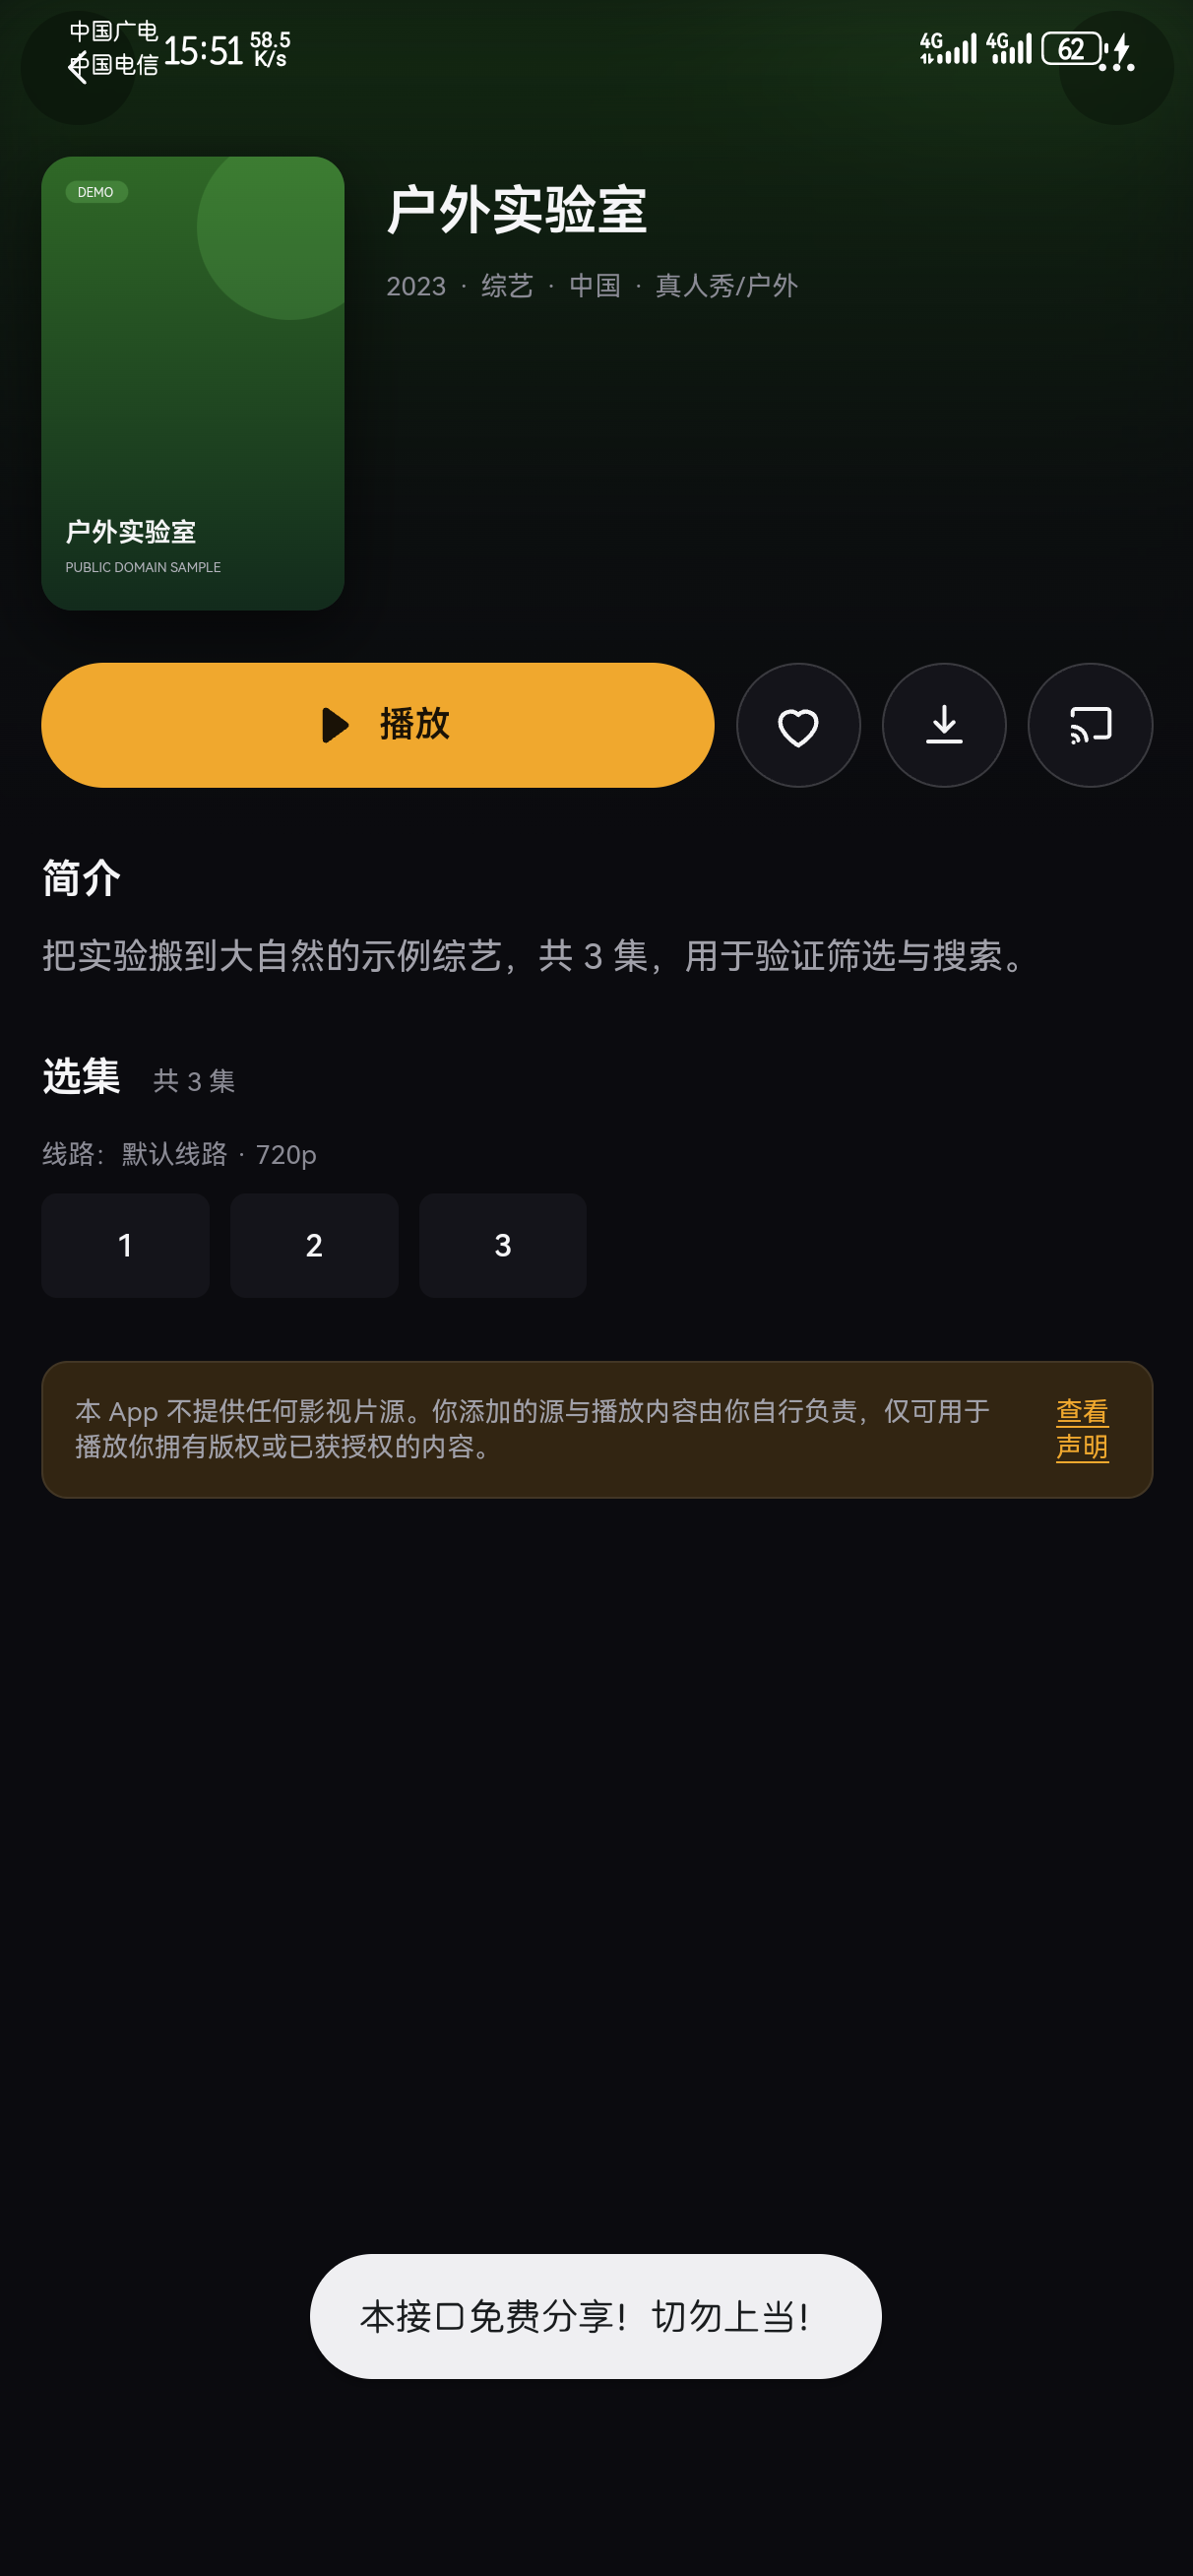 中国广电
中国电信
15:51
58.5
K/s
4G
4G
62
DEMO
户外实验室
PUBLIC DOMAIN SAMPLE
户外实验室
2023 · 综艺 · 中国 · 真人秀/户外
播放
简介
把实验搬到大自然的示例综艺，共 3 集，用于验证筛选与搜索。
选集 共 3 集
线路：默认线路 · 720p
1 2 3
本 App 不提供任何影视片源。你添加的源与播放内容由你自行负责，仅可用于
播放你拥有版权或已获授权的内容。
查看
声明
本接口免费分享！切勿上当！